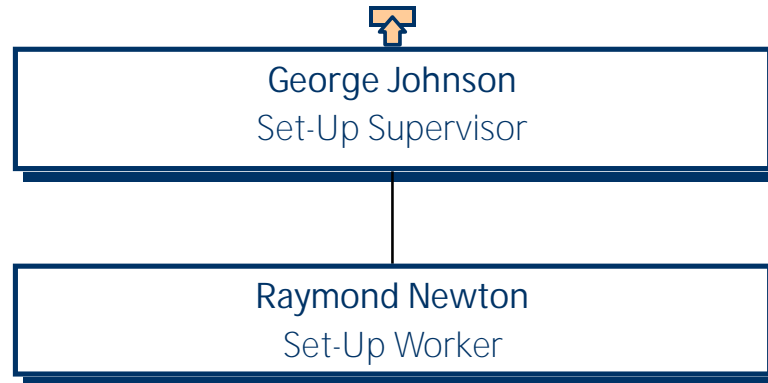 George Johnson
Set-Up Supervisor
Raymond Newton
Set-Up Worker